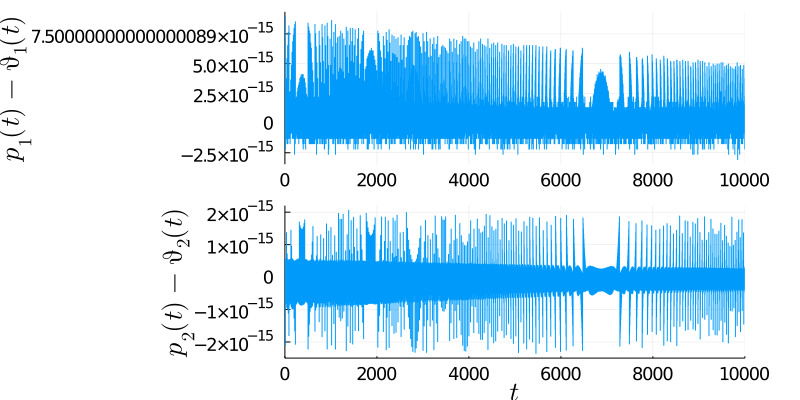 p₁(t) − ϑ₁(t)
7.500000000000089×10⁻¹⁵
5.0×10⁻¹⁵
2.5×10⁻¹⁵
0
−2.5×10⁻¹⁵
0 2000 4000 6000 8000 10000
p₂(t) − ϑ₂(t)
2×10⁻¹⁵
1×10⁻¹⁵
0
−1×10⁻¹⁵
−2×10⁻¹⁵
0 2000 4000 6000 8000 10000
t